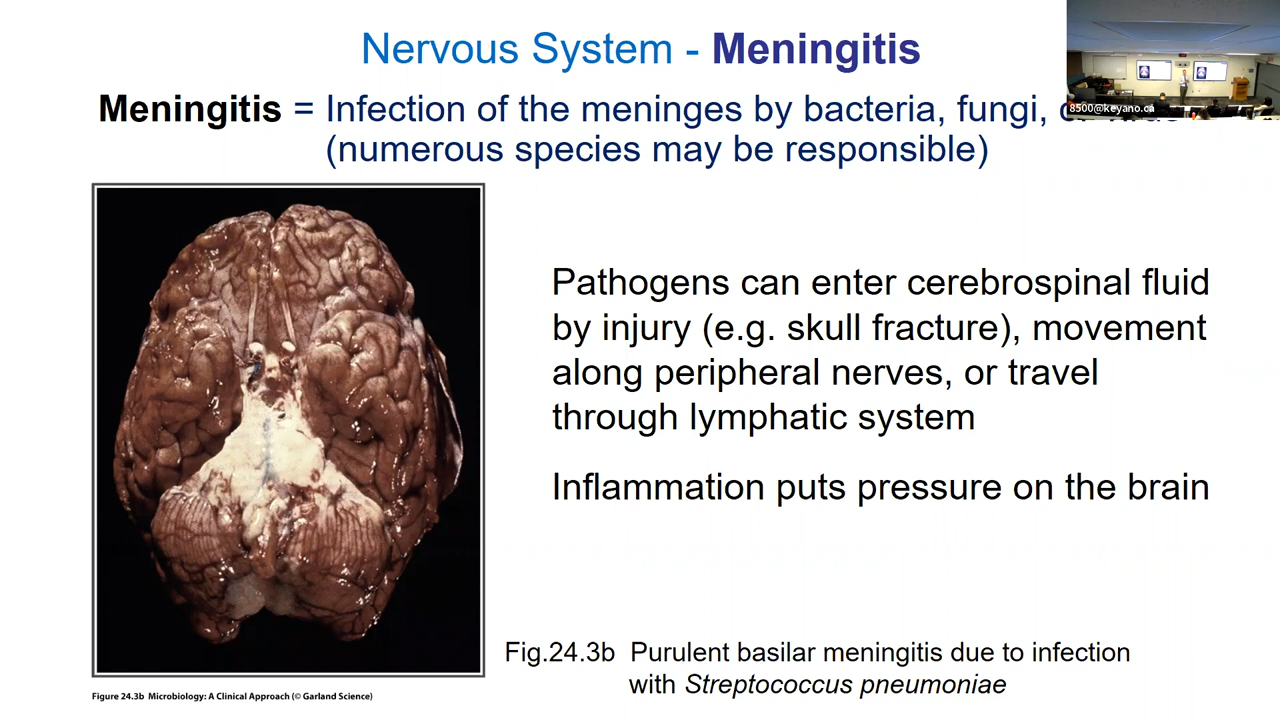 Nervous System - Meningitis
8500@keyano.ca
Meningitis = Infection of the meninges by bacteria, fungi,
(numerous species may be responsible)
Pathogens can enter cerebrospinal fluid
by injury (e.g. skull fracture), movement
along peripheral nerves, or travel
through lymphatic system
Inflammation puts pressure on the brain
Fig.24.3b Purulent basilar meningitis due to infection
with Streptococcus pneumoniae
Figure 24.3b Microbiology: A Clinical Approach (© Garland Science)